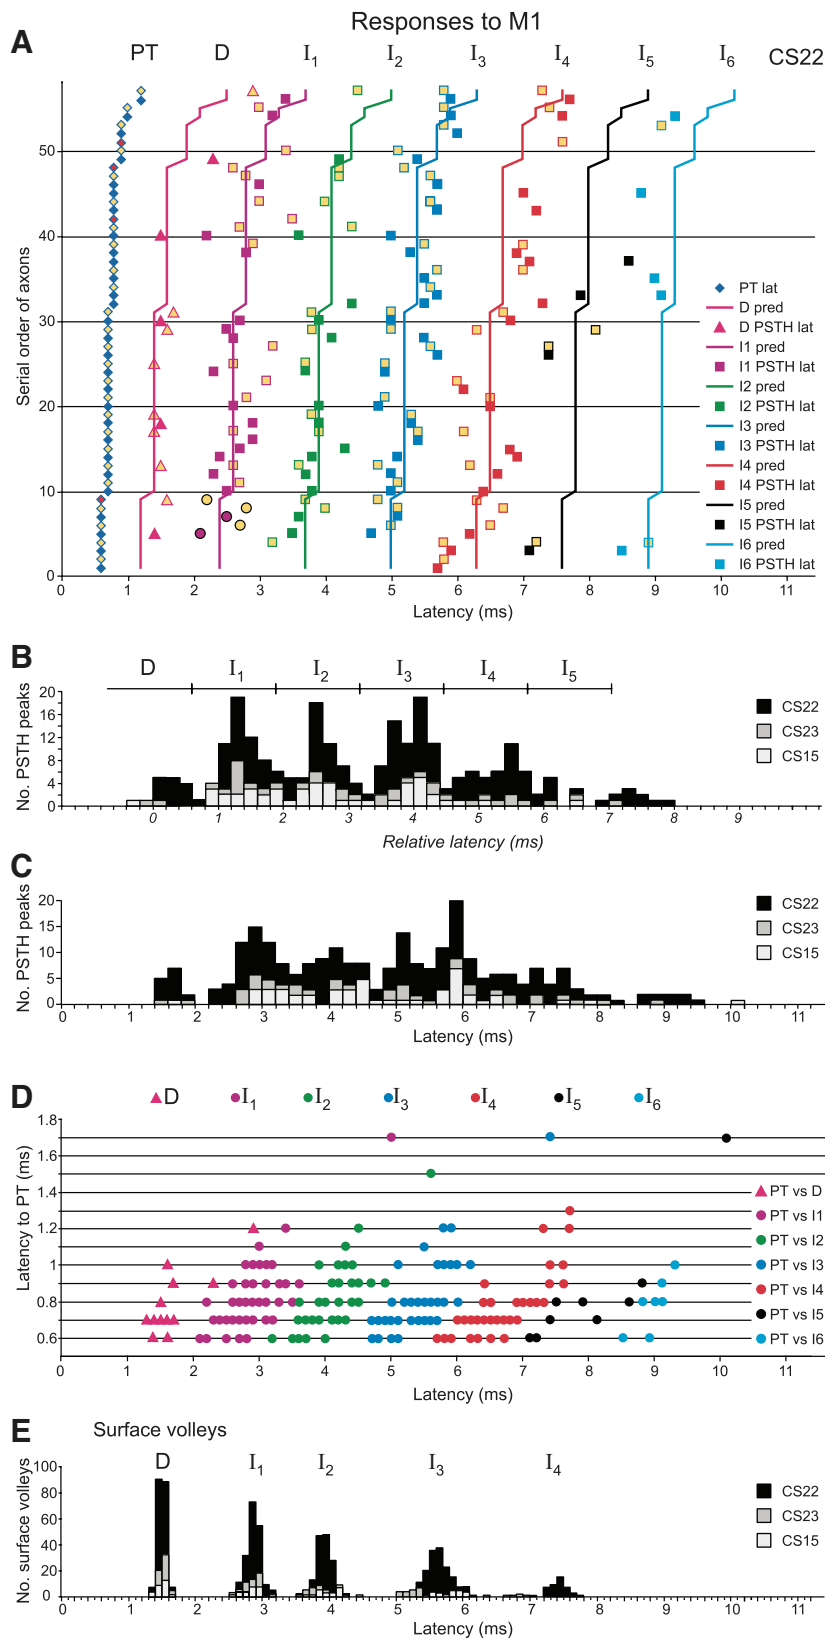 Responses to M1
A
PT D I1 I2 I3 I4 I5 I6 CS22
Serial order of axons
50
40
30
20
10
0
PT lat
D pred
D PSTH lat
I1 pred
I1 PSTH lat
I2 pred
I2 PSTH lat
I3 pred
I3 PSTH lat
I4 pred
I4 PSTH lat
I5 pred
I5 PSTH lat
I6 pred
I6 PSTH lat
0 1 2 3 4 5 6 7 8 9 10 11
Latency (ms)
B
D I1 I2 I3 I4 I5
No. PSTH peaks
20
16
12
8
4
0
CS22
CS23
CS15
0 1 2 3 4 5 6 7 8 9
Relative latency (ms)
C
No. PSTH peaks
20
15
10
5
0
CS22
CS23
CS15
0 1 2 3 4 5 6 7 8 9 10 11
Latency (ms)
D
D I1 I2 I3 I4 I5 I6
Latency to PT (ms)
1.8
1.6
1.4
1.2
1
0.8
0.6
PT vs D
PT vs I1
PT vs I2
PT vs I3
PT vs I4
PT vs I5
PT vs I6
0 1 2 3 4 5 6 7 8 9 10 11
Latency (ms)
E
Surface volleys
D I1 I2 I3 I4
No. surface volleys
100
80
60
40
20
0
CS22
CS23
CS15
0 1 2 3 4 5 6 7 8 9 10 11
Latency (ms)